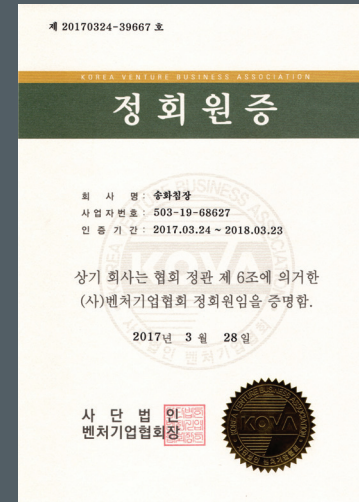 제 20170324-39667 호
KOREA VENTURE BUSINESS ASSOCIATION
정회원증
회 사 명: 송화침장
사업자번호: 503-19-68627
인 증 기 간: 2017.03.24 ~ 2018.03.23
상기 회사는 협회 정관 제 6조에 의거한
(사)벤처기업협회 정회원임을 증명함.
2017년 3 월 28 일
사 단 법 인
벤처기업협회장
KOVA